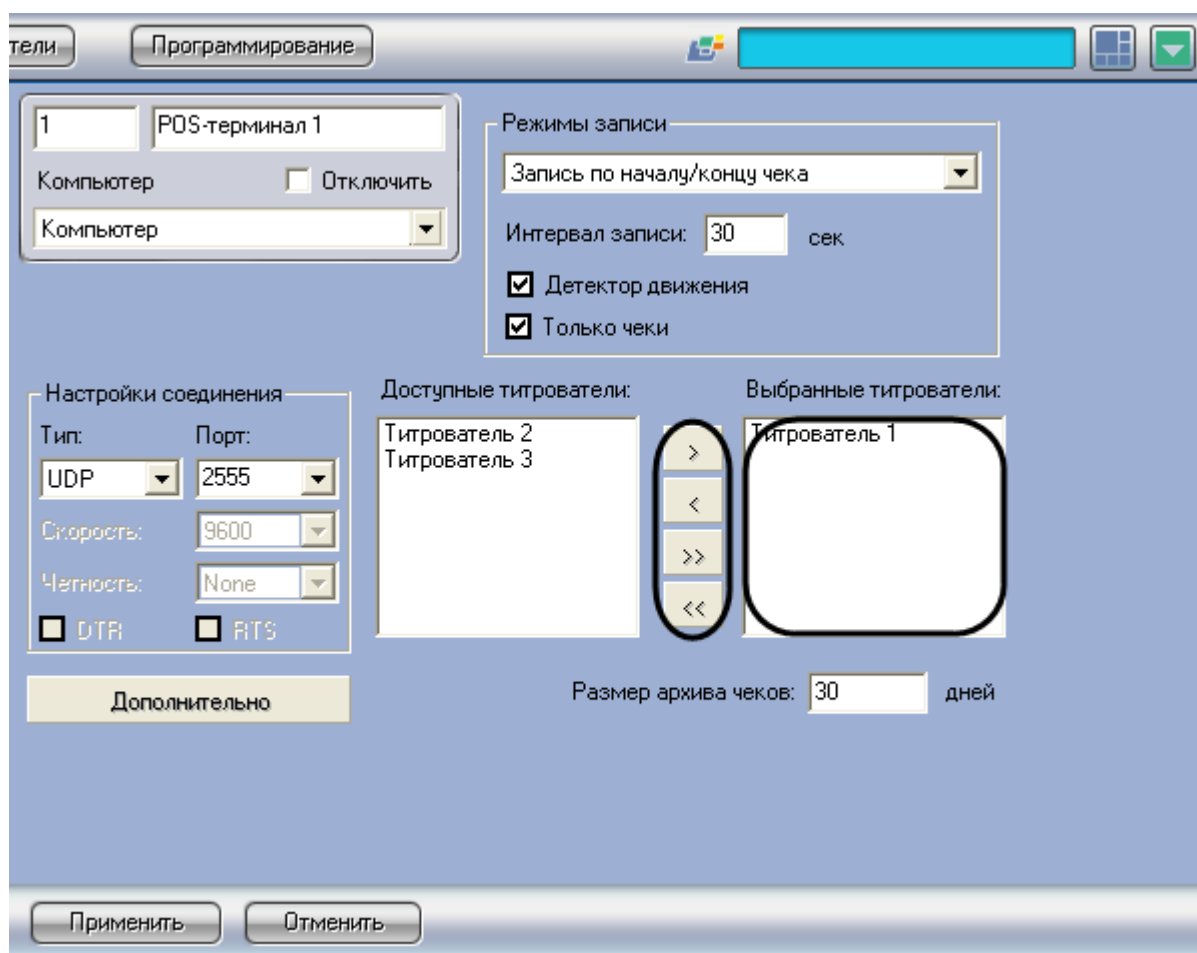 тели Программирование
1 POS-терминал 1
Компьютер Отключить
Компьютер
Режимы записи
Запись по началу/концу чека
Интервал записи: 30 сек
Детектор движения
Только чеки
Настройки соединения
Тип: Порт:
UDP 2555
Скорость: 9600
Четность: None
DTR RTS
Дополнительно
Доступные титрователи:
Титрователь 2
Титрователь 3
>
<
>>
<<
Выбранные титрователи:
Титрователь 1
Размер архива чеков: 30 дней
Применить Отменить